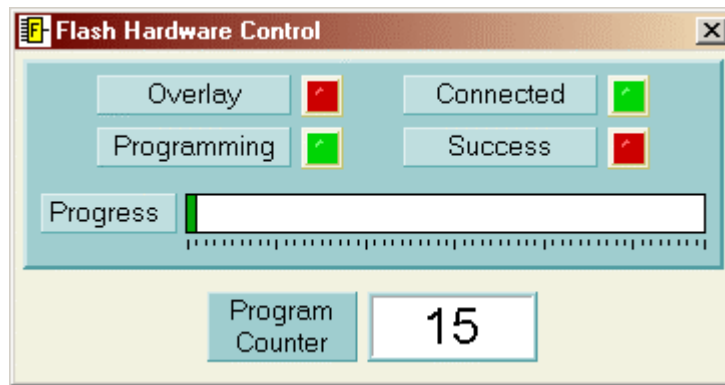 F Flash Hardware Control
Overlay Connected
Programming Success
Progress
Program
Counter
15